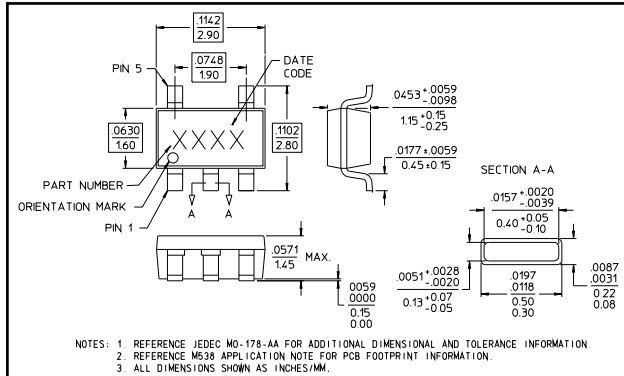 .1142
2.90
.0748
1.90
PIN 5
DATE
CODE
.0630
1.60
XXXX
.1102
2.80
PART NUMBER
ORIENTATION MARK
PIN 1
A
A
.0453 +.0059
-.0098
1.15 +0.15
-0.25
.0177 ±.0059
0.45 ±0.15
SECTION A-A
.0157 +.0020
-.0039
0.40 +0.05
-0.10
.0571
1.45
MAX.
.0059
.0000
0.15
0.00
.0051 +.0028
-.0020
0.13 +0.07
-0.05
.0197
.0118
0.50
0.30
.0087
.0031
0.22
0.08
NOTES: 1. REFERENCE JEDEC MO-178-AA FOR ADDITIONAL DIMENSIONAL AND TOLERANCE INFORMATION.
2. REFERENCE M538 APPLICATION NOTE FOR PCB FOOTPRINT INFORMATION.
3. ALL DIMENSIONS SHOWN AS INCHES/MM.